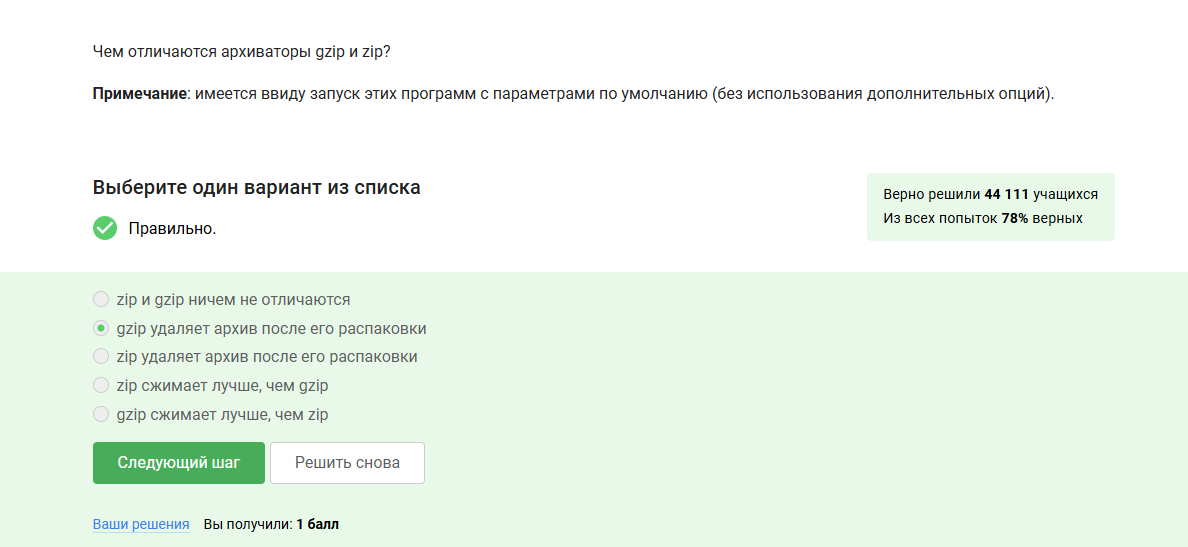 Чем отличаются архиваторы gzip и zip?
Примечание: имеется ввиду запуск этих программ с параметрами по умолчанию (без использования дополнительных опций).
Выберите один вариант из списка
Правильно.
Верно решили 44 111 учащихся
Из всех попыток 78% верных
zip и gzip ничем не отличаются
gzip удаляет архив после его распаковки
zip удаляет архив после его распаковки
zip сжимает лучше, чем gzip
gzip сжимает лучше, чем zip
Следующий шаг Решить снова
Ваши решения Вы получили: 1 балл